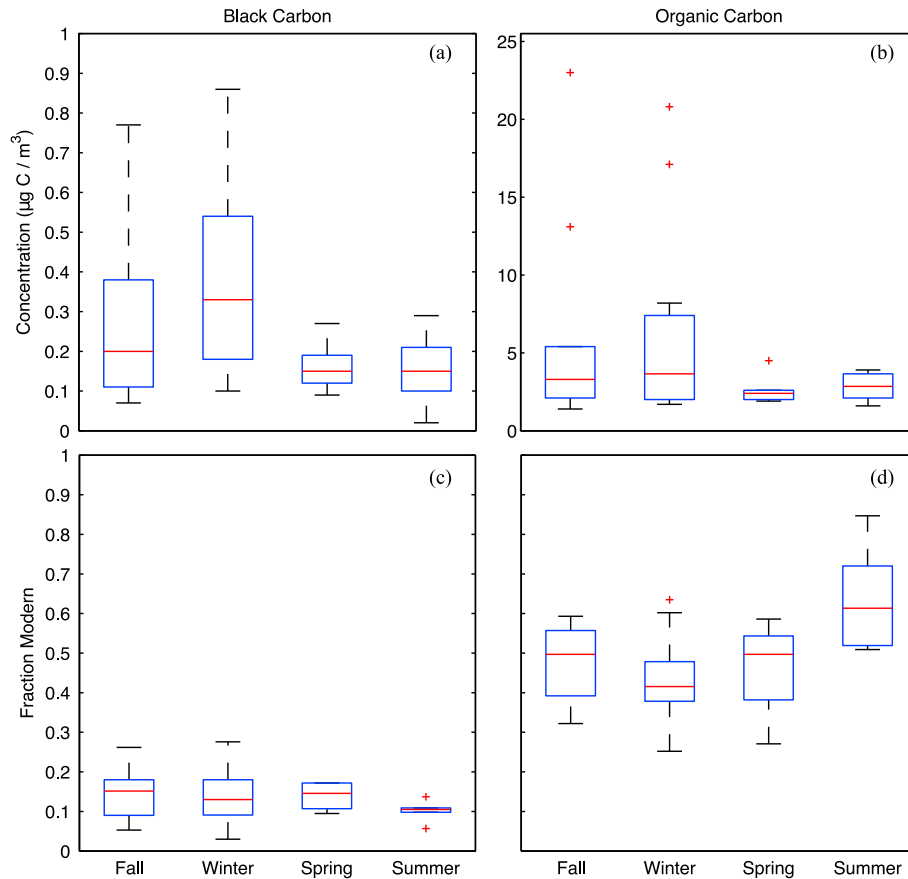 Black Carbon
Organic Carbon
(a)
(b)
Concentration (µg C / m³)
1
0.9
0.8
0.7
0.6
0.5
0.4
0.3
0.2
0.1
0
25
20
15
10
5
0
(c)
(d)
Fraction Modern
1
0.9
0.8
0.7
0.6
0.5
0.4
0.3
0.2
0.1
0
Fall Winter Spring Summer
Fall Winter Spring Summer